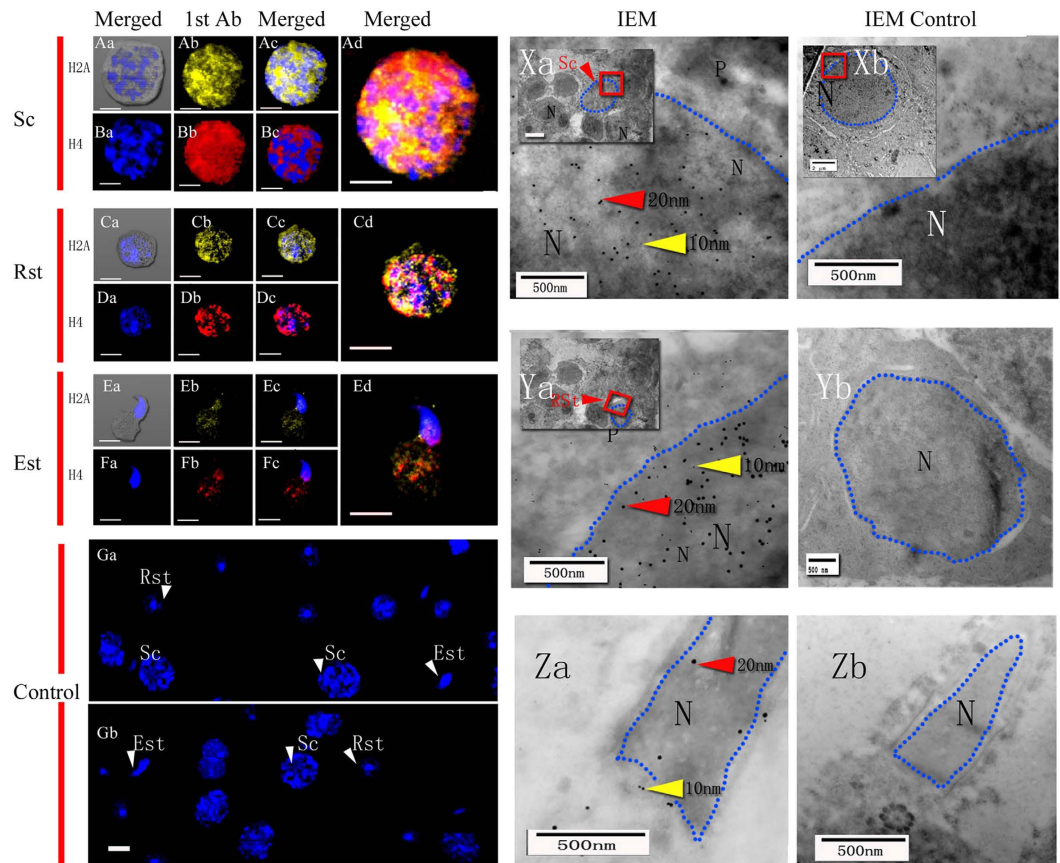 Merged 1st Ab Merged Merged IEM IEM Control
Sc
H2A
Aa Ab Ac Ad
H4
Ba Bb Bc
Rst
H2A
Ca Cb Cc Cd
H4
Da Db Dc
Est
H2A
Ea Eb Ec Ed
H4
Fa Fb Fc
Control
Ga
Rst
Sc Sc Est
Gb
Est Sc Rst
Xa
Sc
N
N
P
N
20nm
N
10nm
500nm
Xb
N
2 μm
N
500nm
Ya
RSt
P
10nm
20nm
N
N
500nm
Yb
N
500 nm
Za
20nm
N
10nm
500nm
Zb
N
500nm